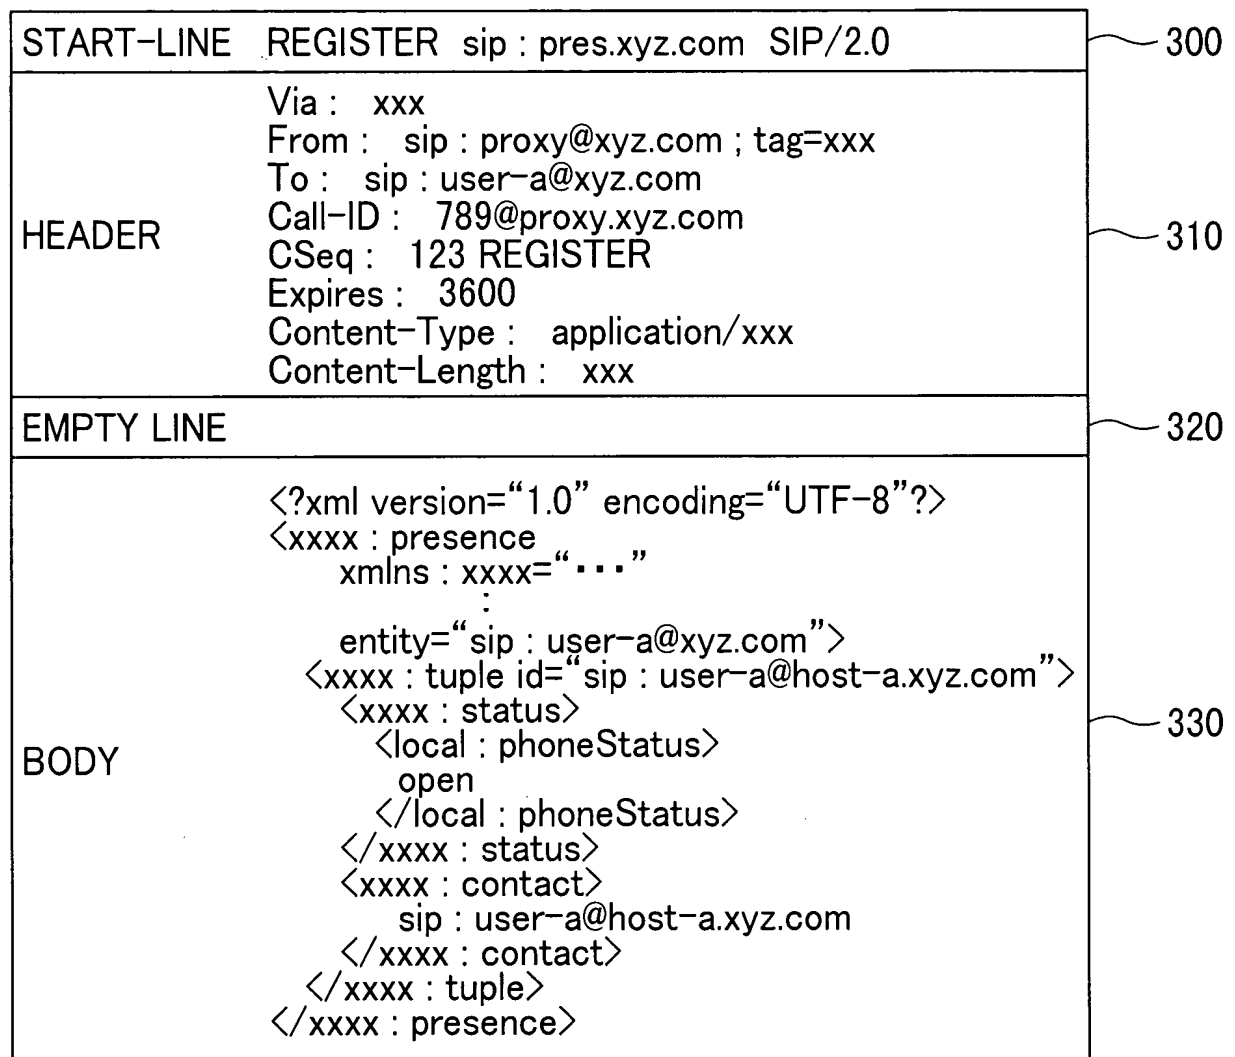 START-LINE REGISTER sip : pres.xyz.com SIP/2.0 300
Via : xxx
From : sip : proxy@xyz.com ; tag=xxx
To : sip : user-a@xyz.com
Call-ID : 789@proxy.xyz.com
HEADER 310
CSeq : 123 REGISTER
Expires : 3600
Content-Type : application/xxx
Content-Length : xxx
EMPTY LINE 320
<?xml version=“1.0” encoding=“UTF-8”?>
<xxxx : presence
xmlns : xxxx=“･･･”
:
entity=“sip : user-a@xyz.com”>
<xxxx : tuple id=“sip : user-a@host-a.xyz.com”>
<xxxx : status>
330
<local : phoneStatus>
BODY
open
</local : phoneStatus>
</xxxx : status>
<xxxx : contact>
sip : user-a@host-a.xyz.com
</xxxx : contact>
</xxxx : tuple>
</xxxx : presence>